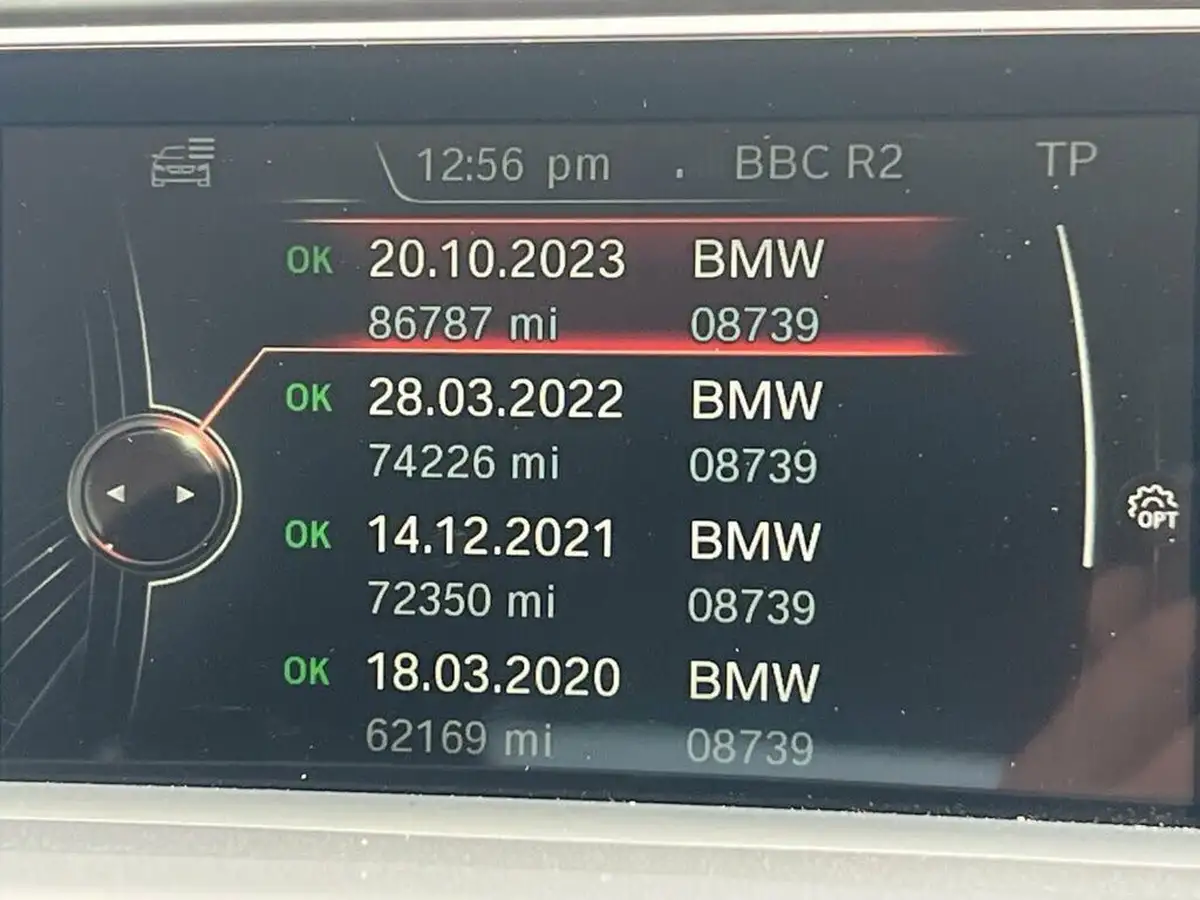 12:56 pm . BBC R2 TP
OK 20.10.2023 BMW
86787 mi 08739
OK 28.03.2022 BMW
74226 mi 08739
OK 14.12.2021 BMW
72350 mi 08739
OPT
OK 18.03.2020 BMW
62169 mi 08739